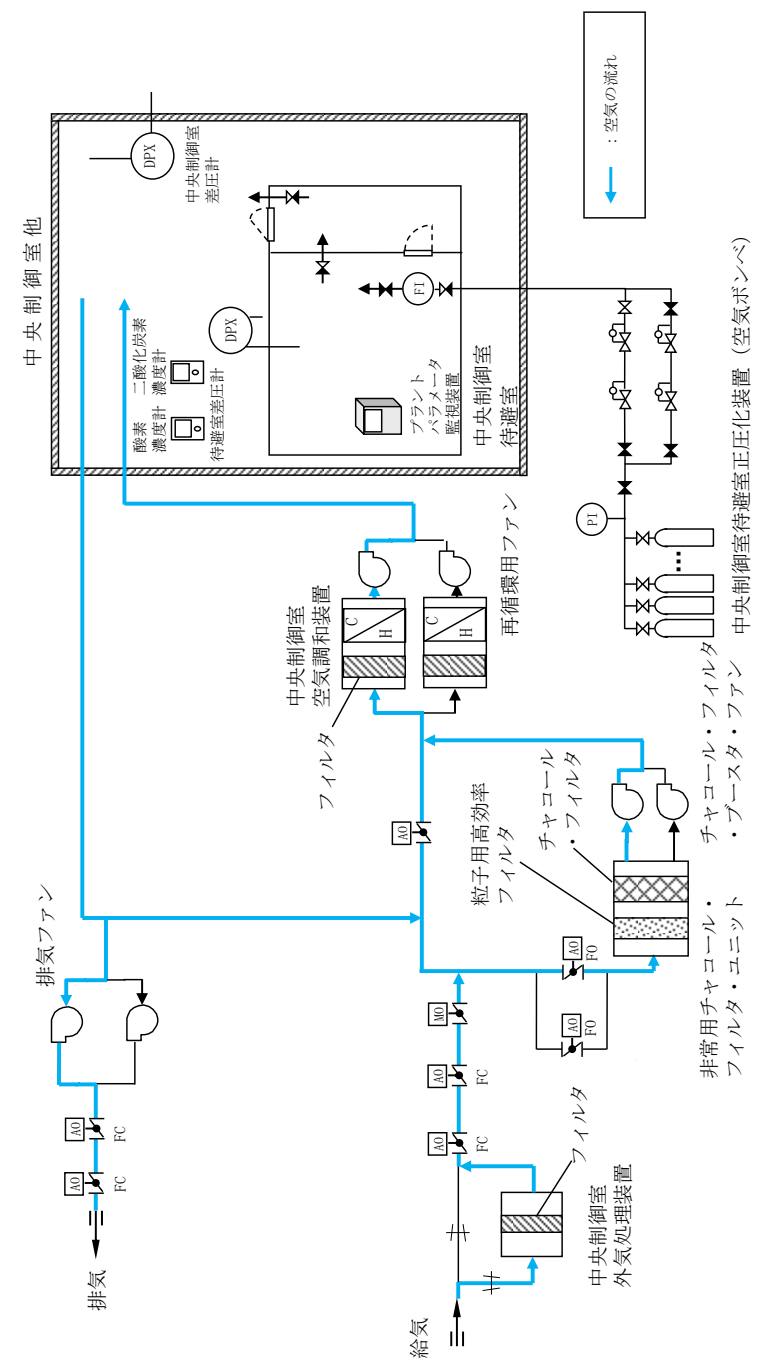 中央制御室他
DPX
中央制御室
差圧計
二酸化炭素
濃度計
酸素
濃度計
DPX
待避室差圧計
FI
プラント
パラメータ
監視装置
中央制御室
待避室
：空気の流れ
PI
中央制御室待避室正圧化装置（空気ボンベ）
中央制御室
空気調和装置
フィルタ
C
H
C
H
再循環用ファン
AO
粒子用高効率
フィルタ
チャコール
・フィルタ
チャコール・フィルタ
・ブースタ・ファン
非常用チャコール・
フィルタ・ユニット
AO
FO
AO
FO
排気ファン
AO
FC
AO
FC
排気
MO
AO
FC
AO
FC
フィルタ
中央制御室
外気処理装置
給気